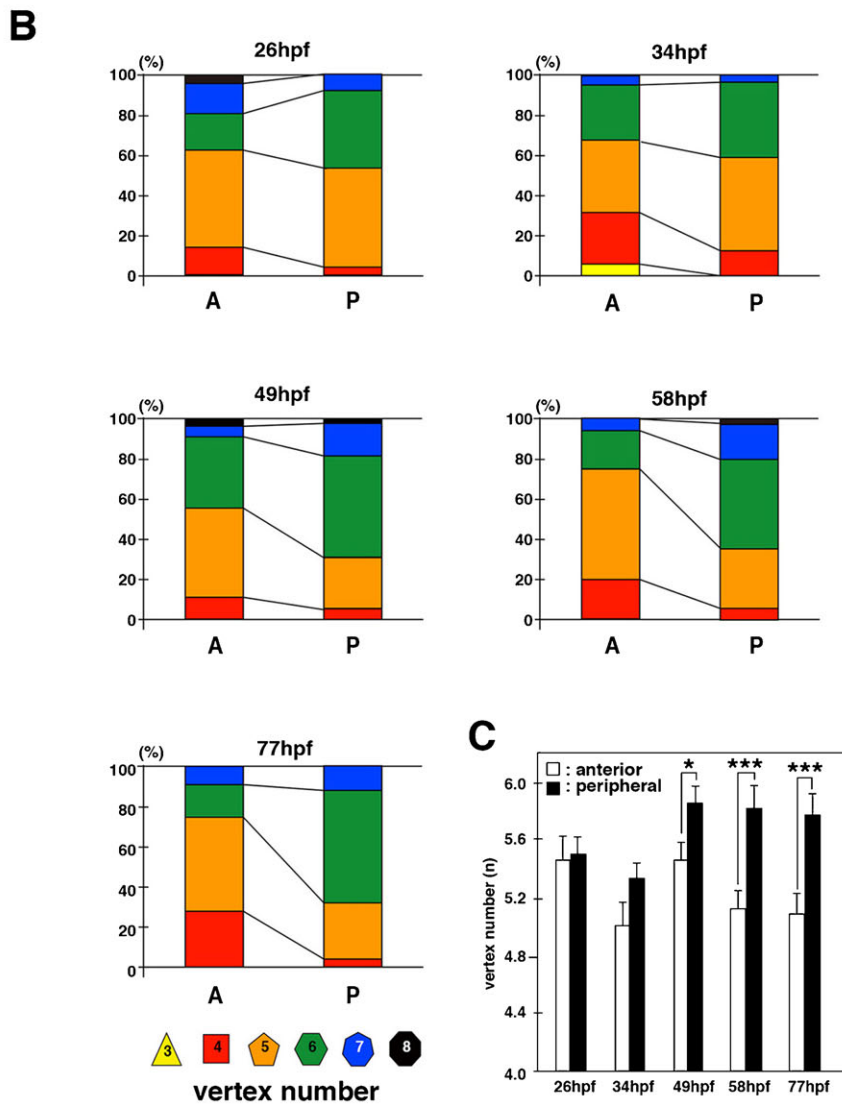 B
26hpf
(%)
100
80
60
40
20
0
A P
34hpf
(%)
100
80
60
40
20
0
A P
49hpf
(%)
100
80
60
40
20
0
A P
58hpf
(%)
100
80
60
40
20
0
A P
77hpf
(%)
100
80
60
40
20
0
A P
3 4 5 6 7 8
vertex number
C
: anterior
: peripheral
* *** ***
vertex number (n)
6.0
5.6
5.2
4.8
4.4
4.0
26hpf 34hpf 49hpf 58hpf 77hpf